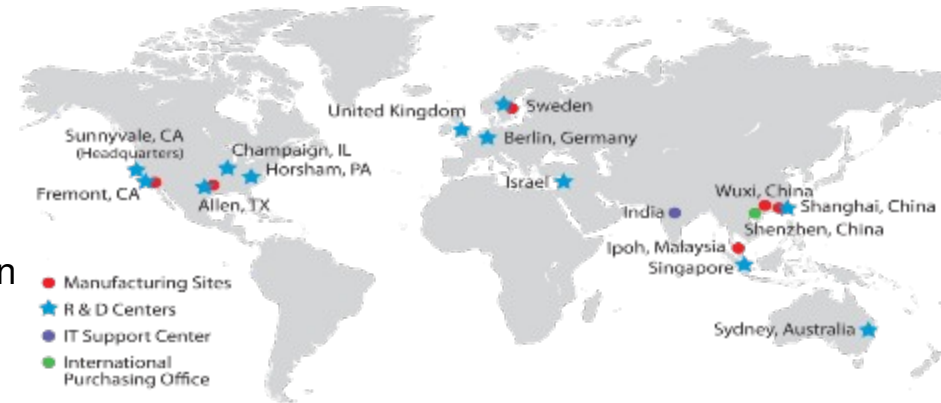 United Kingdom
Sweden
Sunnyvale, CA
(Headquarters)
Champaign, IL
Berlin, Germany
Horsham, PA
Fremont, CA
Israel
Allen, TX
Wuxi, China
India
Shanghai, China
Shenzhen, China
Ipoh, Malaysia
Singapore
n
Manufacturing Sites
R & D Centers
IT Support Center
International
Purchasing Office
Sydney, Australia